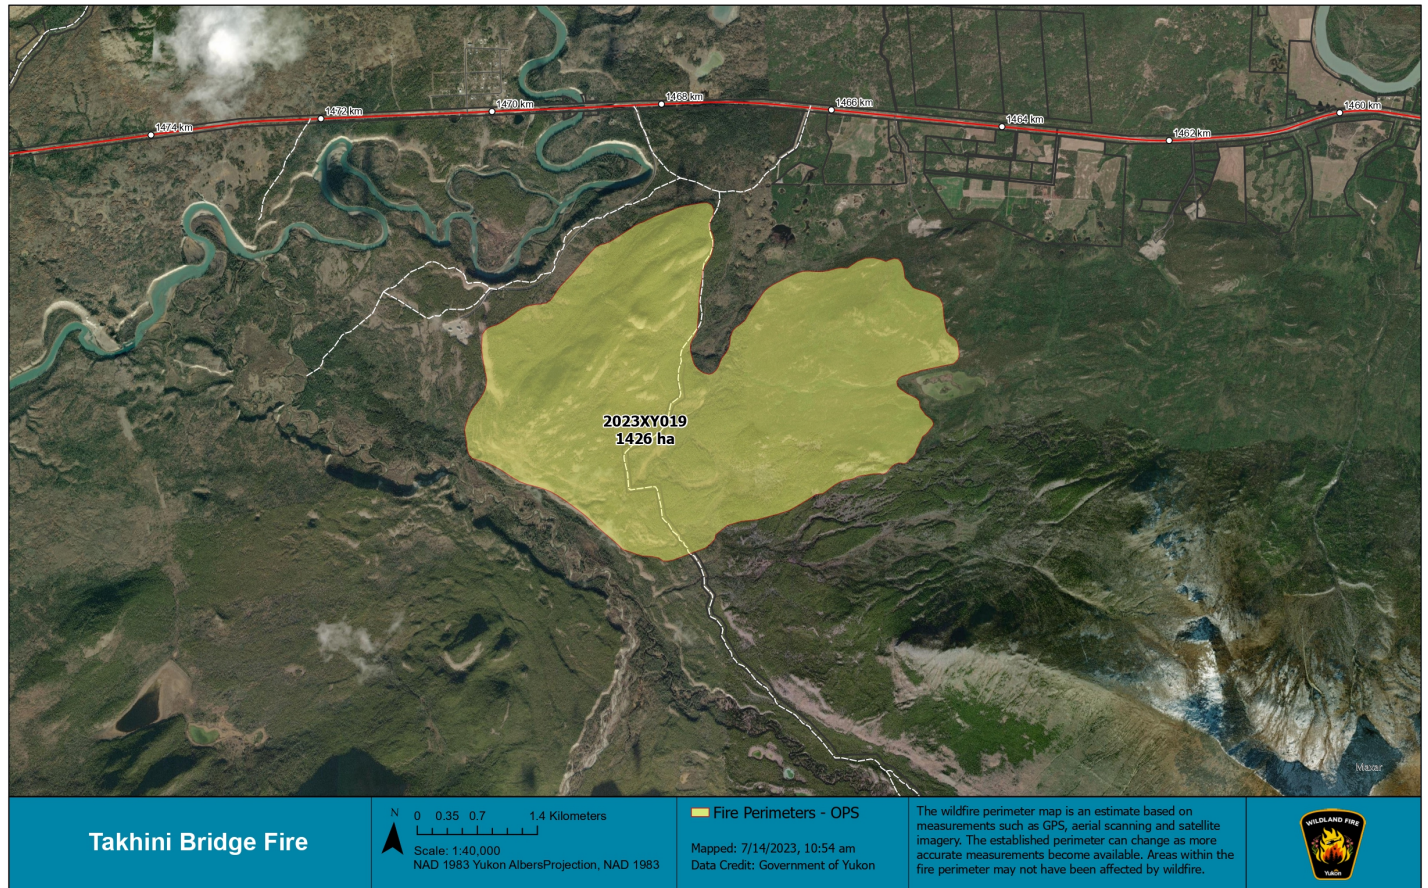 1474 km
1472 km
1470 km
1468 km
1466 km
1464 km
1462 km
1460 km
2023XY019
1426 ha
Maxar
Takhini Bridge Fire
N
0 0.35 0.7 1.4 Kilometers
Scale: 1:40,000
NAD 1983 Yukon AlbersProjection, NAD 1983
Fire Perimeters - OPS
Mapped: 7/14/2023, 10:54 am
Data Credit: Government of Yukon
The wildfire perimeter map is an estimate based on
measurements such as GPS, aerial scanning and satellite
imagery. The established perimeter can change as more
accurate measurements become available. Areas within the
fire perimeter may not have been affected by wildfire.
WILDLAND FIRE
Yukon